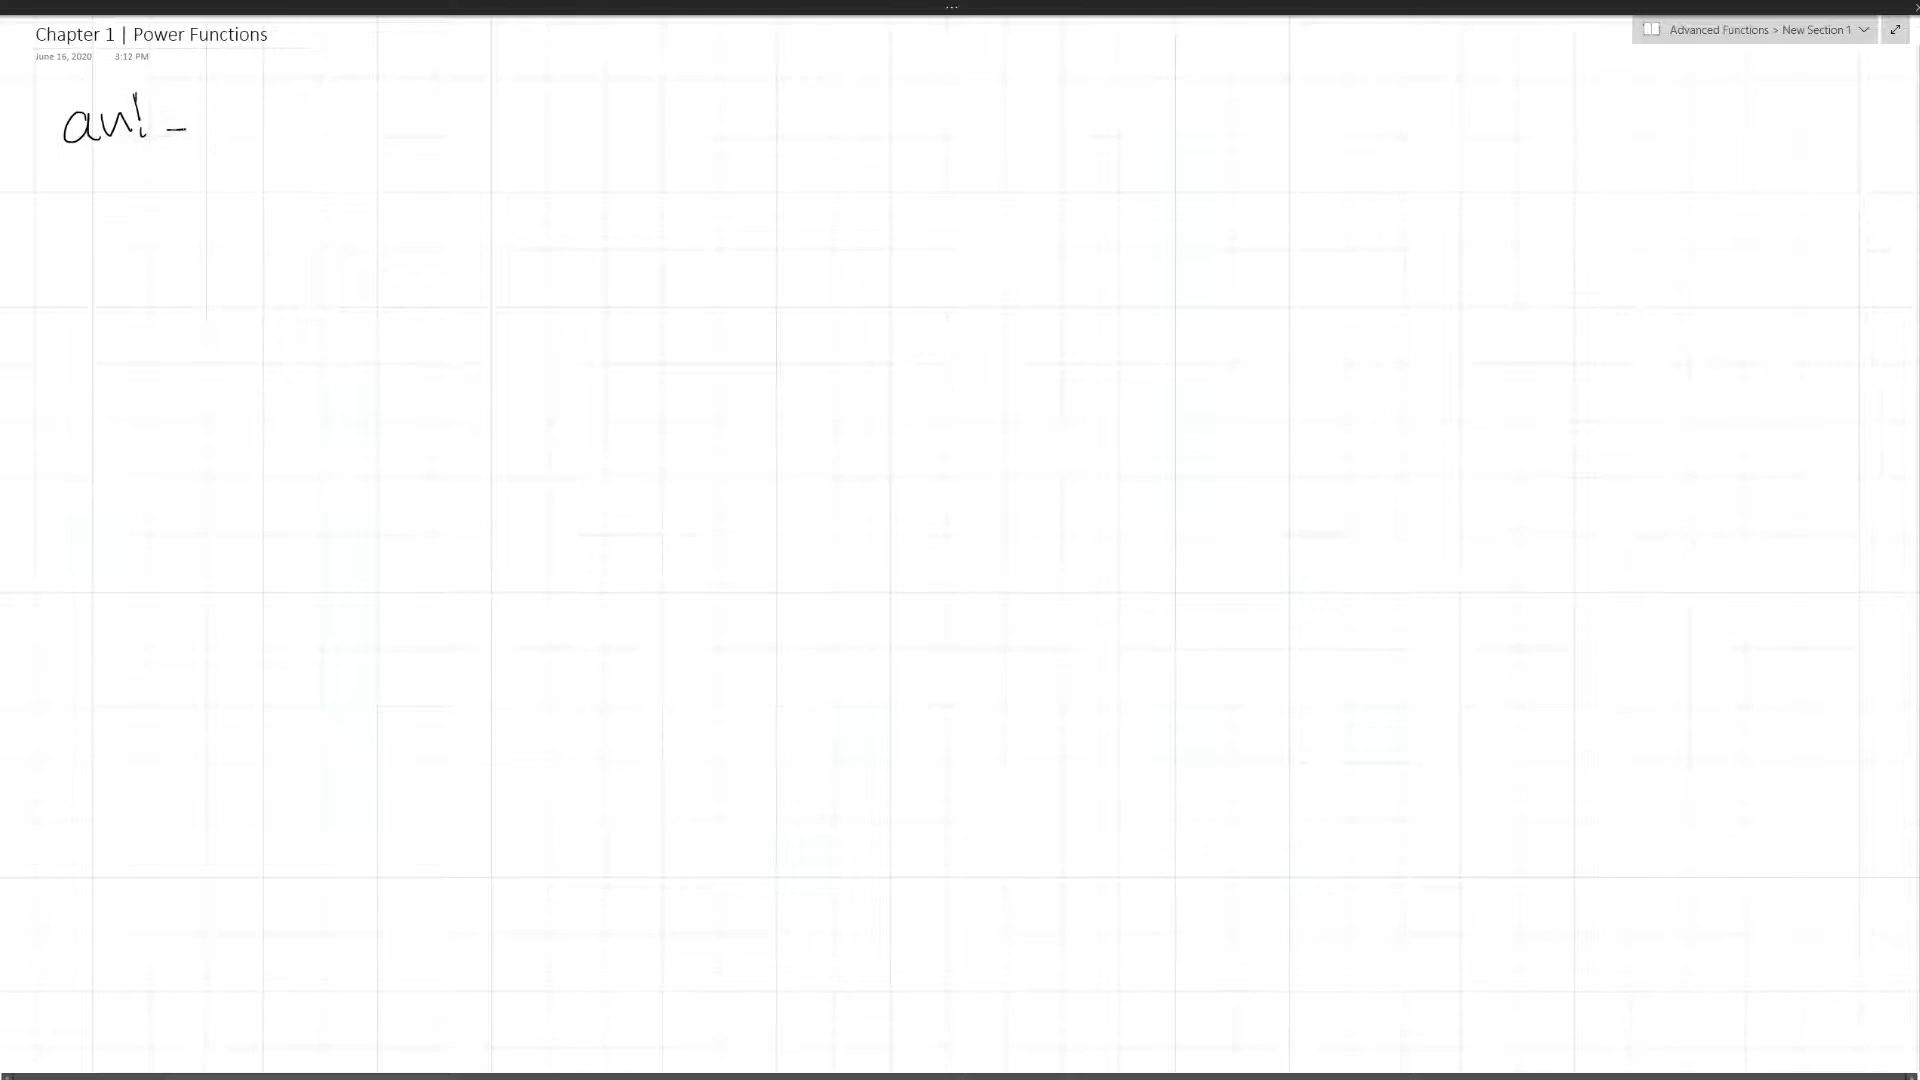 ...
Chapter 1 | Power Functions
Advanced Functions > New Section 1
June 16, 2020 3:12 PM
an! -